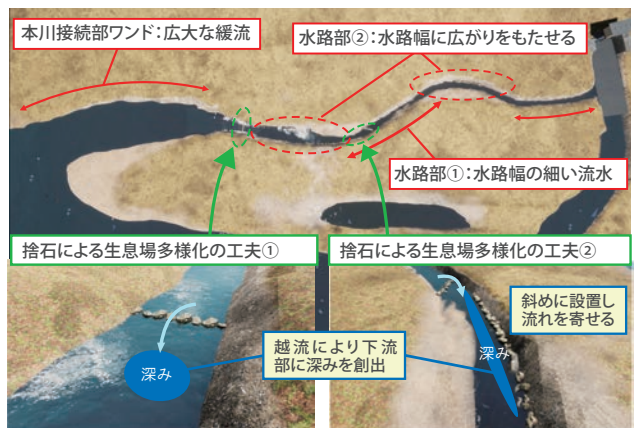 本川接続部ワンド：広大な緩流
水路部②：水路幅に広がりをもたせる
水路部①：水路幅の細い流水
捨石による生息場多様化の工夫①
捨石による生息場多様化の工夫②
斜めに設置し
流れを寄せる
深み
越流により下流
部に深みを創出
深み